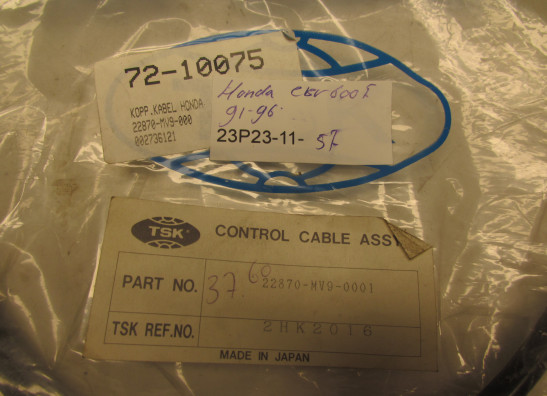 72-10075
KOPP.KABEL HONDA
22870-MV9-000
002736121
Honda CBR 600 F
91-96.
23P23-11- 57
TSK CONTROL CABLE ASSY
PART NO. 37 60 22870-MV9-0001
TSK REF.NO. 2HK2016
MADE IN JAPAN